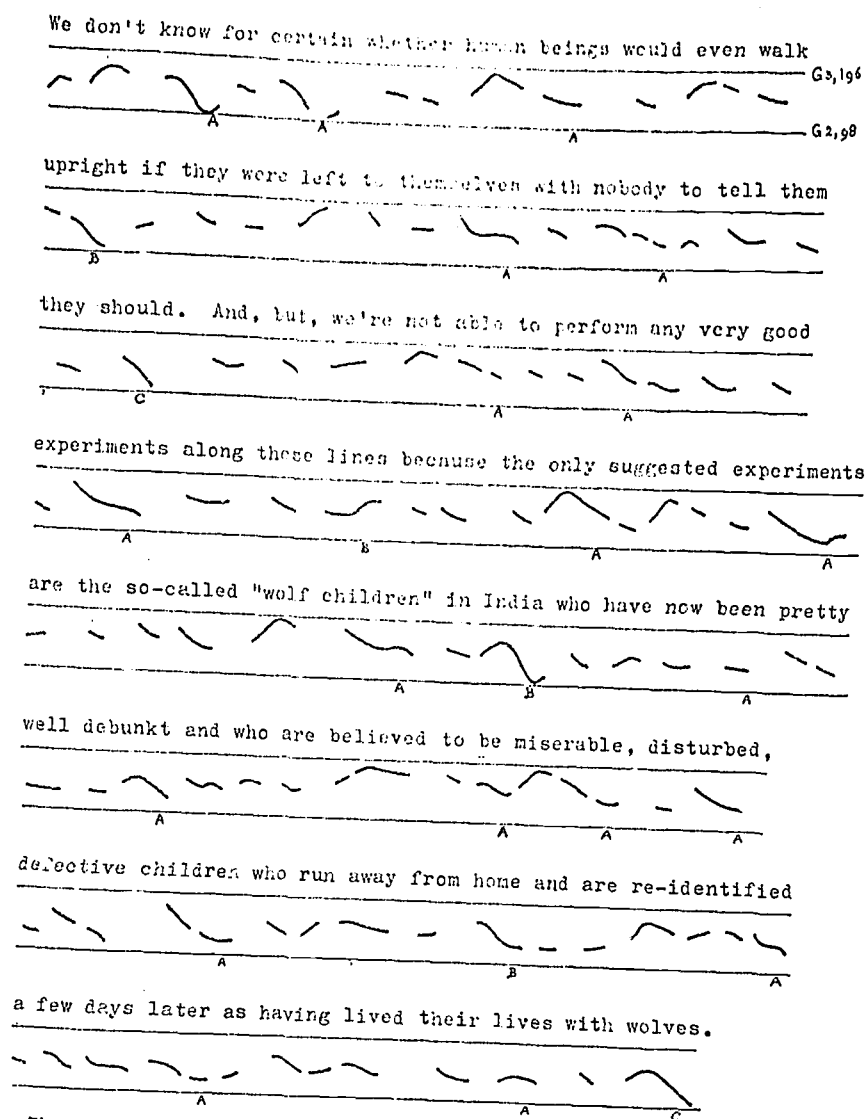 We don't know for certain whether human beings would even walk
G3,196
G2,98
A A A
upright if they were left to themselves with nobody to tell them
B A A
they should. And, but, we're not able to perform any very good
C A A
experiments along these lines because the only suggested experiments
A B A A
are the so-called "wolf children" in India who have now been pretty
A B A
well debunkt and who are believed to be miserable, disturbed,
A A A A
defective children who run away from home and are re-identified
A B A
a few days later as having lived their lives with wolves.
A A C